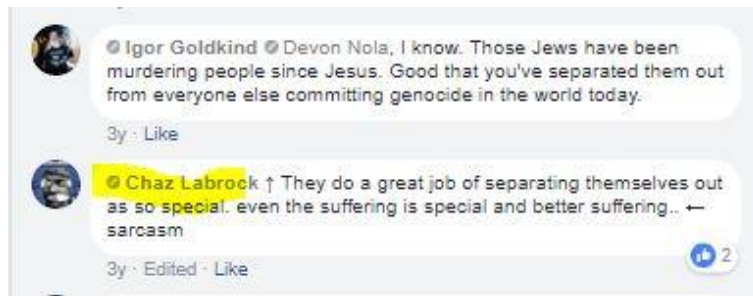 Igor Goldkind Devon Nola, I know. Those Jews have been
murdering people since Jesus. Good that you've separated them out
from everyone else committing genocide in the world today.
3y · Like
Chaz Labrock ↑ They do a great job of separating themselves out
as so special. even the suffering is special and better suffering.. ←
sarcasm
2
3y · Edited · Like